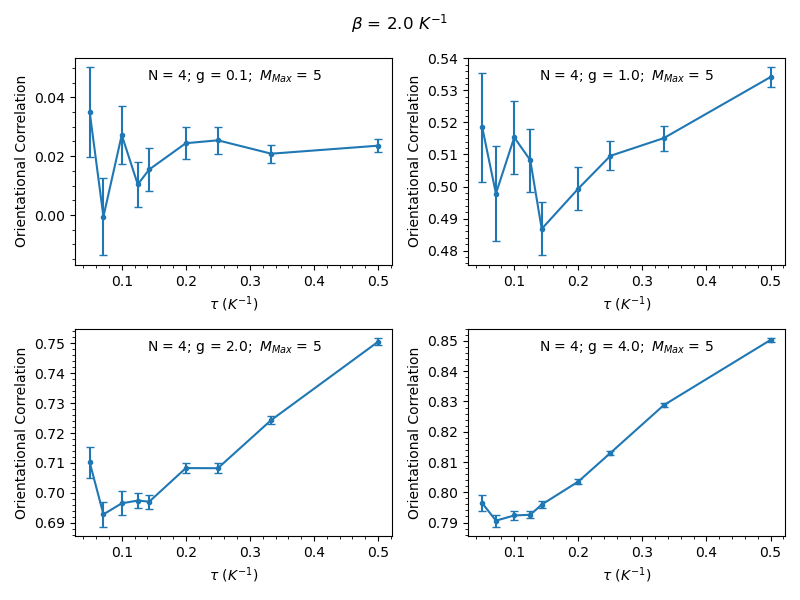 β = 2.0 K⁻¹
N = 4; g = 0.1; M_Max = 5
Orientational Correlation
0.04
0.02
0.00
0.1 0.2 0.3 0.4 0.5
τ (K⁻¹)
N = 4; g = 1.0; M_Max = 5
Orientational Correlation
0.54
0.53
0.52
0.51
0.50
0.49
0.48
0.1 0.2 0.3 0.4 0.5
τ (K⁻¹)
N = 4; g = 2.0; M_Max = 5
Orientational Correlation
0.75
0.74
0.73
0.72
0.71
0.70
0.69
0.1 0.2 0.3 0.4 0.5
τ (K⁻¹)
N = 4; g = 4.0; M_Max = 5
Orientational Correlation
0.85
0.84
0.83
0.82
0.81
0.80
0.79
0.1 0.2 0.3 0.4 0.5
τ (K⁻¹)